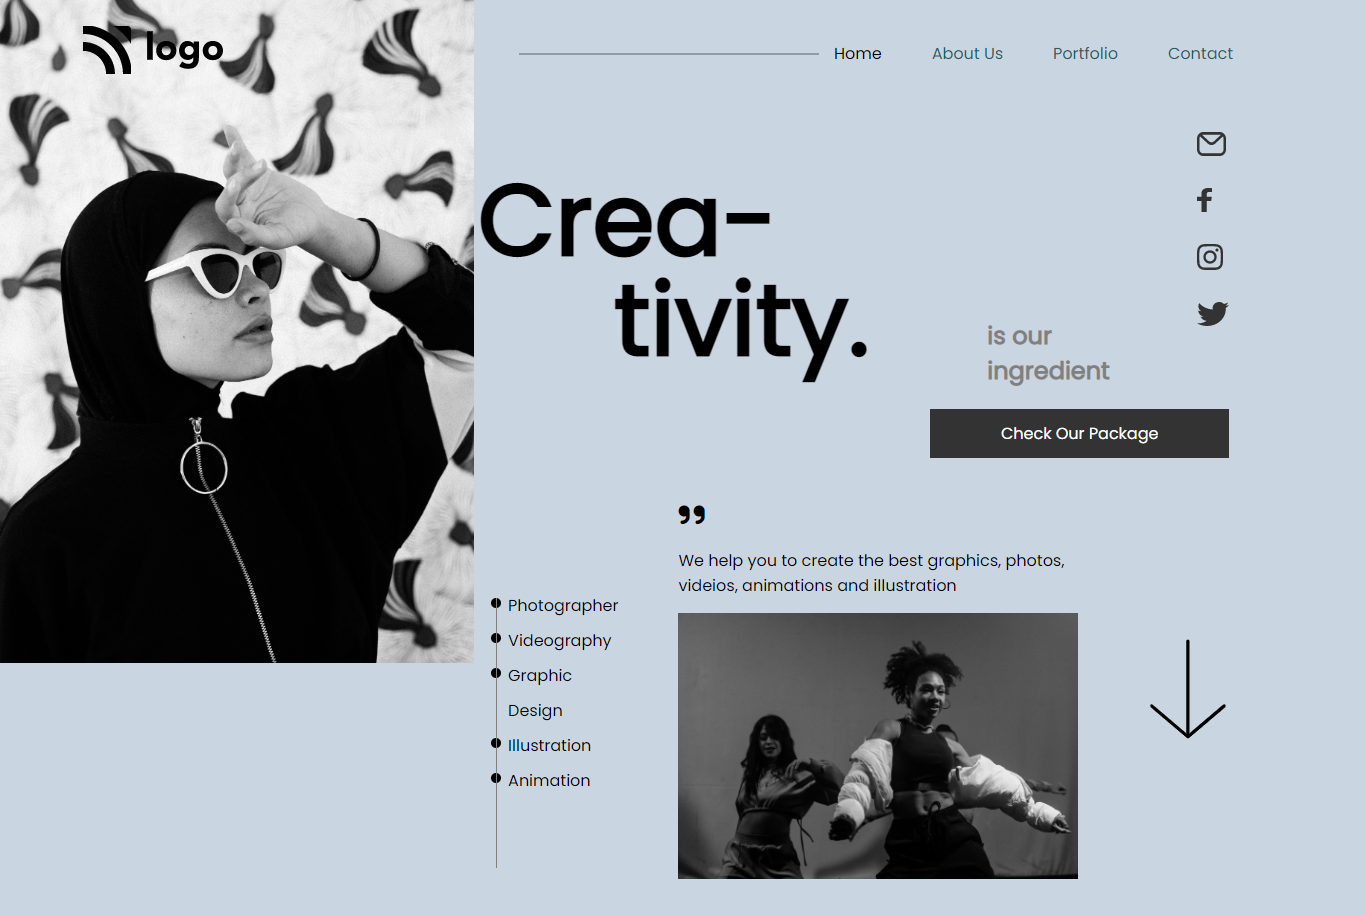 logo
Home About Us Portfolio Contact
Crea-
tivity.
is our
ingredient
Check Our Package
”
We help you to create the best graphics, photos,
videios, animations and illustration
Photographer
Videography
Graphic
Design
Illustration
Animation